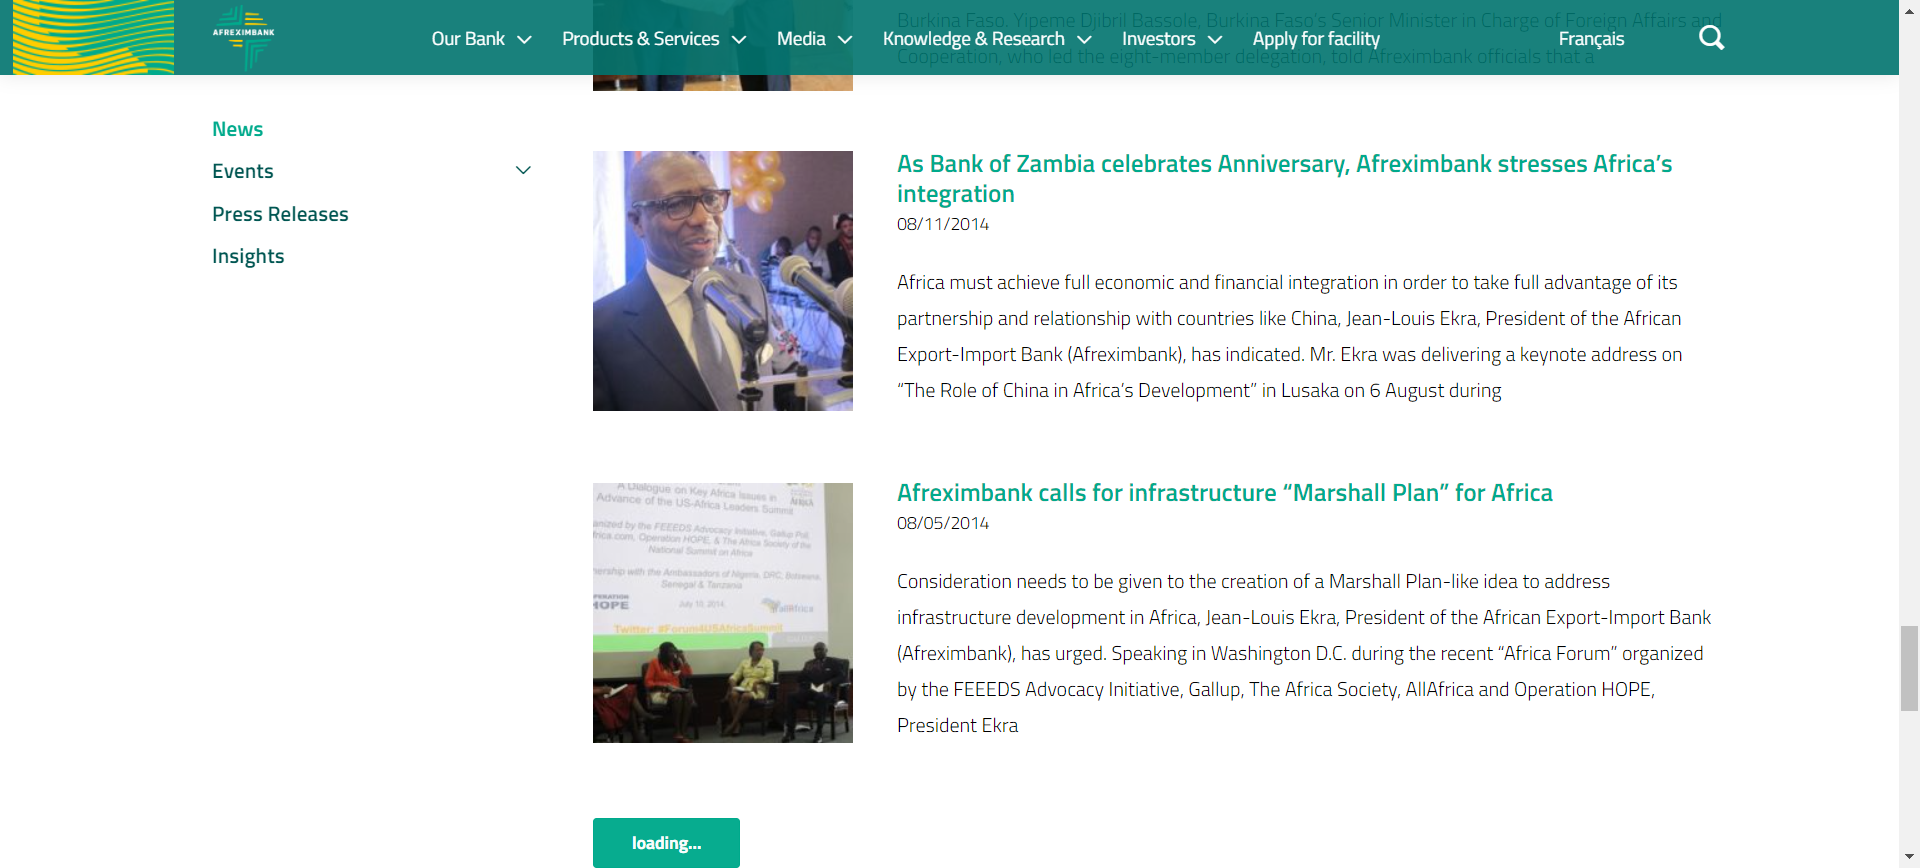 AFREXIMBANK
Our Bank
Products & Services
Media
Knowledge & Research
Investors
Apply for facility
Français
Burkina Faso, Yipeme Djibril Bassole, Burkina Faso's Senior Minister in Charge of Foreign Affairs and
Cooperation, who led the eight-member delegation, told Afreximbank officials that a
News
Events
Press Releases
Insights
As Bank of Zambia celebrates Anniversary, Afreximbank stresses Africa's
integration
08/11/2014
Africa must achieve full economic and financial integration in order to take full advantage of its
partnership and relationship with countries like China, Jean-Louis Ekra, President of the African
Export-Import Bank (Afreximbank), has indicated. Mr. Ekra was delivering a keynote address on
“The Role of China in Africa's Development” in Lusaka on 6 August during
A Dialogue on Key Africa Issues in
Advance of the US-Africa Leaders Summit
AFRICA
anized by the FEEEDS Advocacy Initiative, Gallup Poll,
frica.com, Operation HOPE, & The Africa Society of the
National Summit on Africa
nership with the Ambassadors of Nigeria, DRC, Botswana,
Senegal & Tanzania
PERATION
HOPE
July 10, 2014
allAfrica
Twitter: #Forum4USAfricaSummit
Afreximbank calls for infrastructure “Marshall Plan” for Africa
08/05/2014
Consideration needs to be given to the creation of a Marshall Plan-like idea to address
infrastructure development in Africa, Jean-Louis Ekra, President of the African Export-Import Bank
(Afreximbank), has urged. Speaking in Washington D.C. during the recent “Africa Forum” organized
by the FEEEDS Advocacy Initiative, Gallup, The Africa Society, AllAfrica and Operation HOPE,
President Ekra
loading...